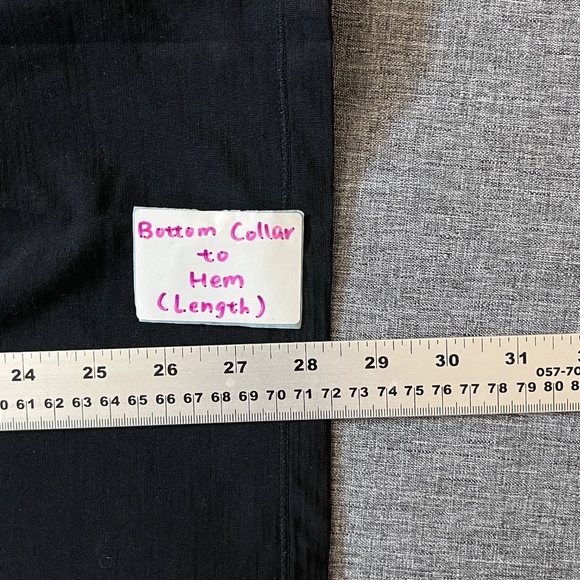 Bottom Collar
to
Hem
(Length)
24 25 26 27 28 29 30 31
057-70
0 61 62 63 64 65 66 67 68 69 70 71 72 73 74 75 76 77 78 79 80 8